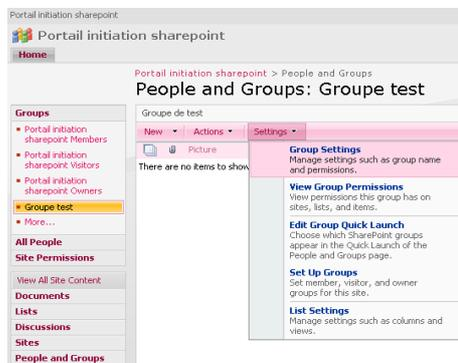 Portail initiation sharepoint
Portail initiation sharepoint
Home
Portail initiation sharepoint > People and Groups
People and Groups: Groupe test
Groups
Portail initiation
sharepoint Members
Portail initiation
sharepoint Visitors
Portail initiation
sharepoint Owners
Groupe test
More...
All People
Site Permissions
View All Site Content
Documents
Lists
Discussions
Sites
People and Groups
Groupe de test
New Actions Settings
Picture
There are no items to show
Group Settings
Manage settings such as group name
and permissions.
View Group Permissions
View permissions this group has on
sites, lists, and items.
Edit Group Quick Launch
Choose which SharePoint groups
appear in the Quick Launch of the
People and Groups page.
Set Up Groups
Set member, visitor, and owner
groups for this site.
List Settings
Manage settings such as columns and
views.